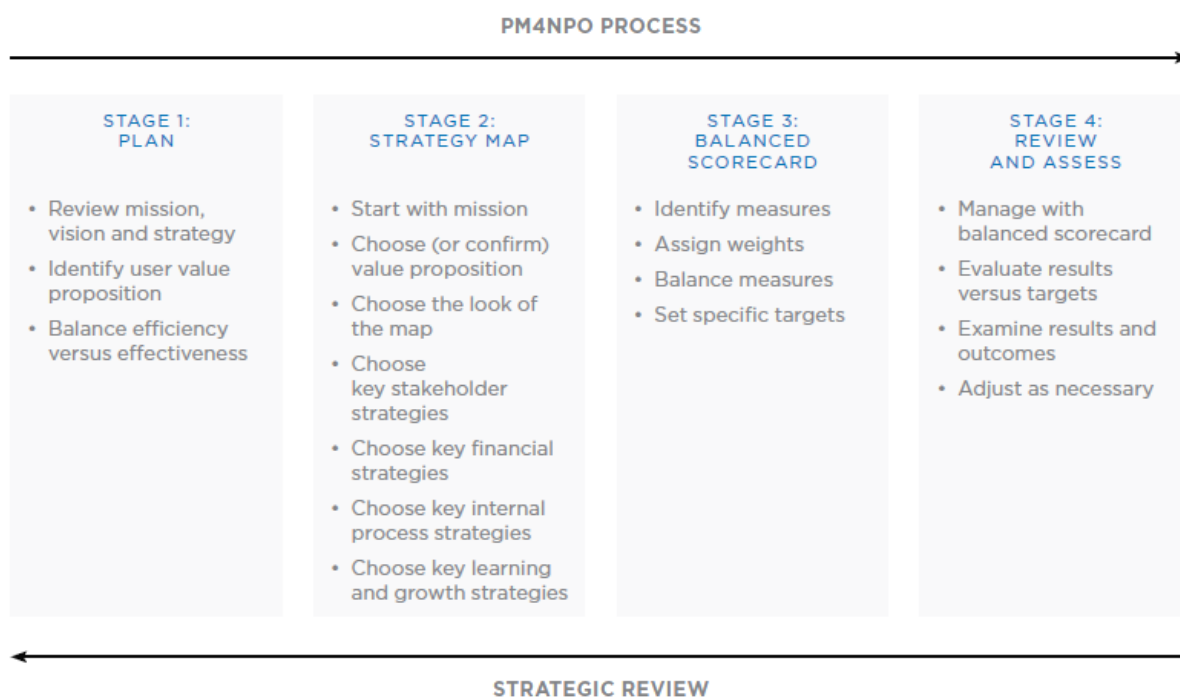 PM4NPO PROCESS
STAGE 1:
PLAN
• Review mission,
vision and strategy
• Identify user value
proposition
• Balance efficiency
versus effectiveness
STAGE 2:
STRATEGY MAP
• Start with mission
• Choose (or confirm)
value proposition
• Choose the look of
the map
• Choose
key stakeholder
strategies
• Choose key financial
strategies
• Choose key internal
process strategies
• Choose key learning
and growth strategies
STAGE 3:
BALANCED
SCORECARD
• Identify measures
• Assign weights
• Balance measures
• Set specific targets
STAGE 4:
REVIEW
AND ASSESS
• Manage with
balanced scorecard
• Evaluate results
versus targets
• Examine results and
outcomes
• Adjust as necessary
STRATEGIC REVIEW